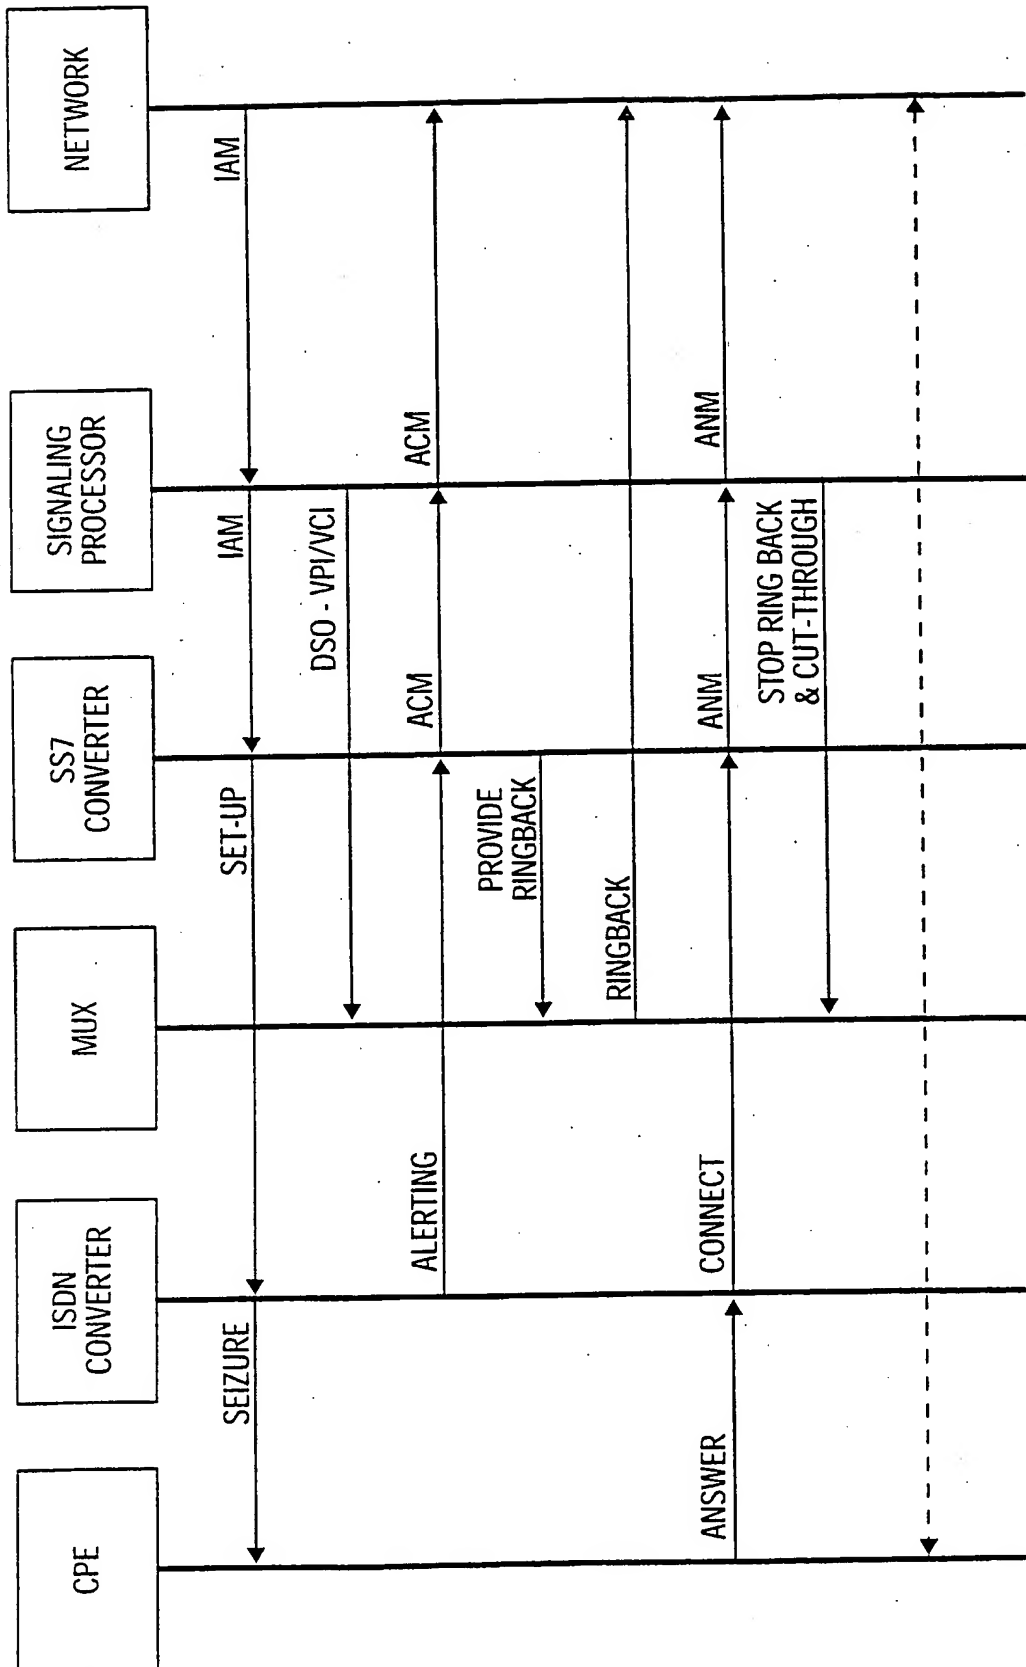 CPE
ISDN
CONVERTER
MUX
SS7
CONVERTER
SIGNALING
PROCESSOR
NETWORK
SEIZURE
SET-UP
IAM
IAM
DSO - VPI/VCI
ALERTING
ACM
ACM
PROVIDE
RINGBACK
RINGBACK
ANSWER
CONNECT
ANM
ANM
STOP RING BACK
& CUT-THROUGH